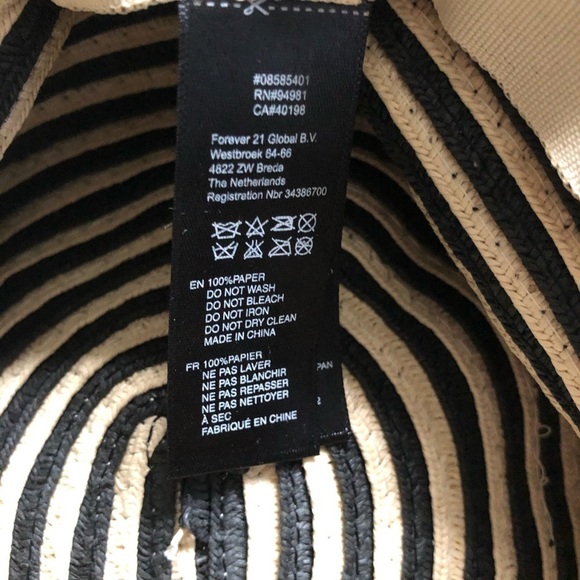 #08585401
RN#94981
CA#40198
Forever 21 Global B.V.
Westbroek 64-66
4822 ZW Breda
The Netherlands
Registration Nbr 34386700
EN 100%PAPER
DO NOT WASH
DO NOT BLEACH
DO NOT IRON
DO NOT DRY CLEAN
MADE IN CHINA
FR 100%PAPIER
NE PAS LAVER
NE PAS BLANCHIR
NE PAS REPASSER
NE PAS NETTOYER
À SEC
FABRIQUÉ EN CHINE